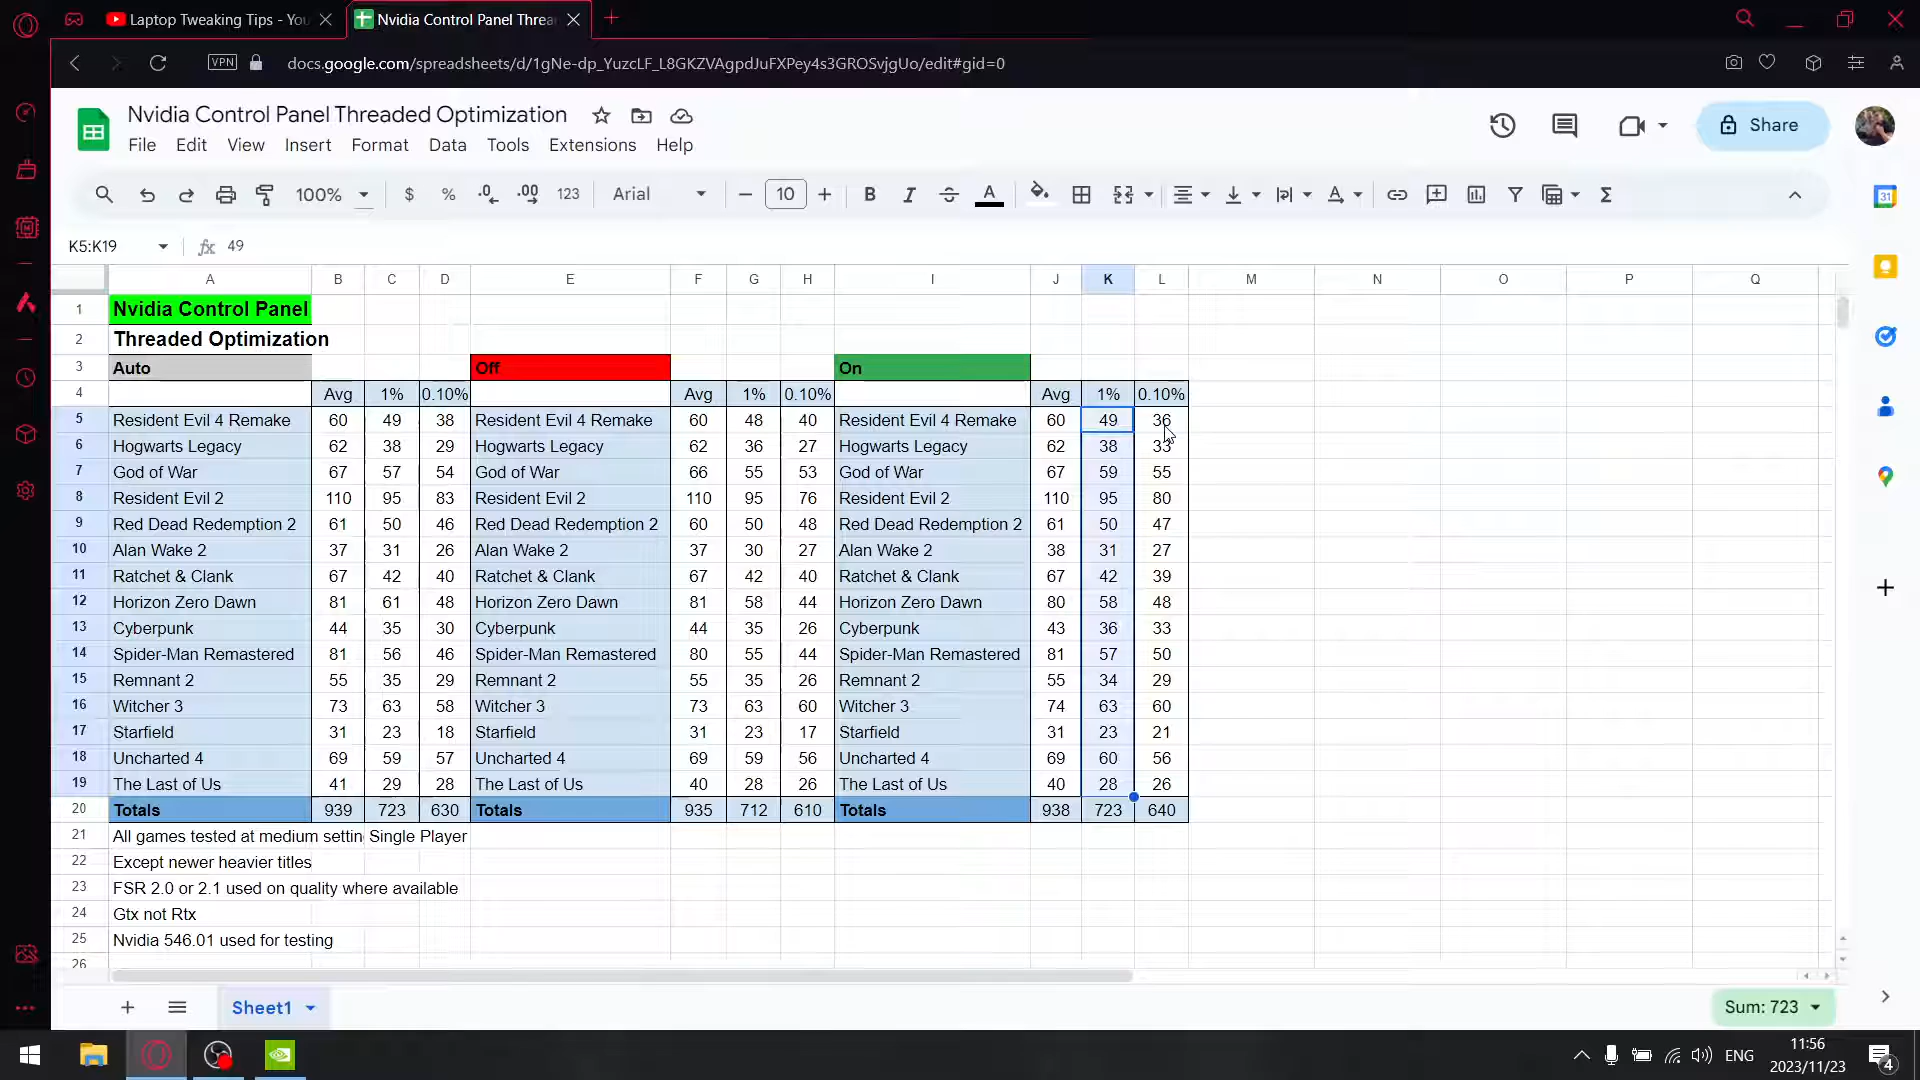 Laptop Tweaking Tips - You
Nvidia Control Panel Threa
VPN
docs.google.com/spreadsheets/d/1gNe-dp_YuzcLF_L8GKZVAgpdJuFXPey4s3GROSvjgUo/edit#gid=0
Nvidia Control Panel Threaded Optimization
File Edit View Insert Format Data Tools Extensions Help
Share
100% $ % .0 .00 123 Arial 10 B I S A Σ
K5:K19 fx 49
A B C D E F G H I J K L M N O P Q
1 Nvidia Control Panel
2 Threaded Optimization
3 Auto Off On
4 Avg 1% 0.10% Avg 1% 0.10% Avg 1% 0.10%
5 Resident Evil 4 Remake 60 49 38 Resident Evil 4 Remake 60 48 40 Resident Evil 4 Remake 60 49 36
6 Hogwarts Legacy 62 38 29 Hogwarts Legacy 62 36 27 Hogwarts Legacy 62 38 33
7 God of War 67 57 54 God of War 66 55 53 God of War 67 59 55
8 Resident Evil 2 110 95 83 Resident Evil 2 110 95 76 Resident Evil 2 110 95 80
9 Red Dead Redemption 2 61 50 46 Red Dead Redemption 2 60 50 48 Red Dead Redemption 2 61 50 47
10 Alan Wake 2 37 31 26 Alan Wake 2 37 30 27 Alan Wake 2 38 31 27
11 Ratchet & Clank 67 42 40 Ratchet & Clank 67 42 40 Ratchet & Clank 67 42 39
12 Horizon Zero Dawn 81 61 48 Horizon Zero Dawn 81 58 44 Horizon Zero Dawn 80 58 48
13 Cyberpunk 44 35 30 Cyberpunk 44 35 26 Cyberpunk 43 36 33
14 Spider-Man Remastered 81 56 46 Spider-Man Remastered 80 55 44 Spider-Man Remastered 81 57 50
15 Remnant 2 55 35 29 Remnant 2 55 35 26 Remnant 2 55 34 29
16 Witcher 3 73 63 58 Witcher 3 73 63 60 Witcher 3 74 63 60
17 Starfield 31 23 18 Starfield 31 23 17 Starfield 31 23 21
18 Uncharted 4 69 59 57 Uncharted 4 69 59 56 Uncharted 4 69 60 56
19 The Last of Us 41 29 28 The Last of Us 40 28 26 The Last of Us 40 28 26
20 Totals 939 723 630 Totals 935 712 610 Totals 938 723 640
21 All games tested at medium settin Single Player
22 Except newer heavier titles
23 FSR 2.0 or 2.1 used on quality where available
24 Gtx not Rtx
25 Nvidia 546.01 used for testing
26
Sheet1
Sum: 723
ENG
11:56
2023/11/23
4
31